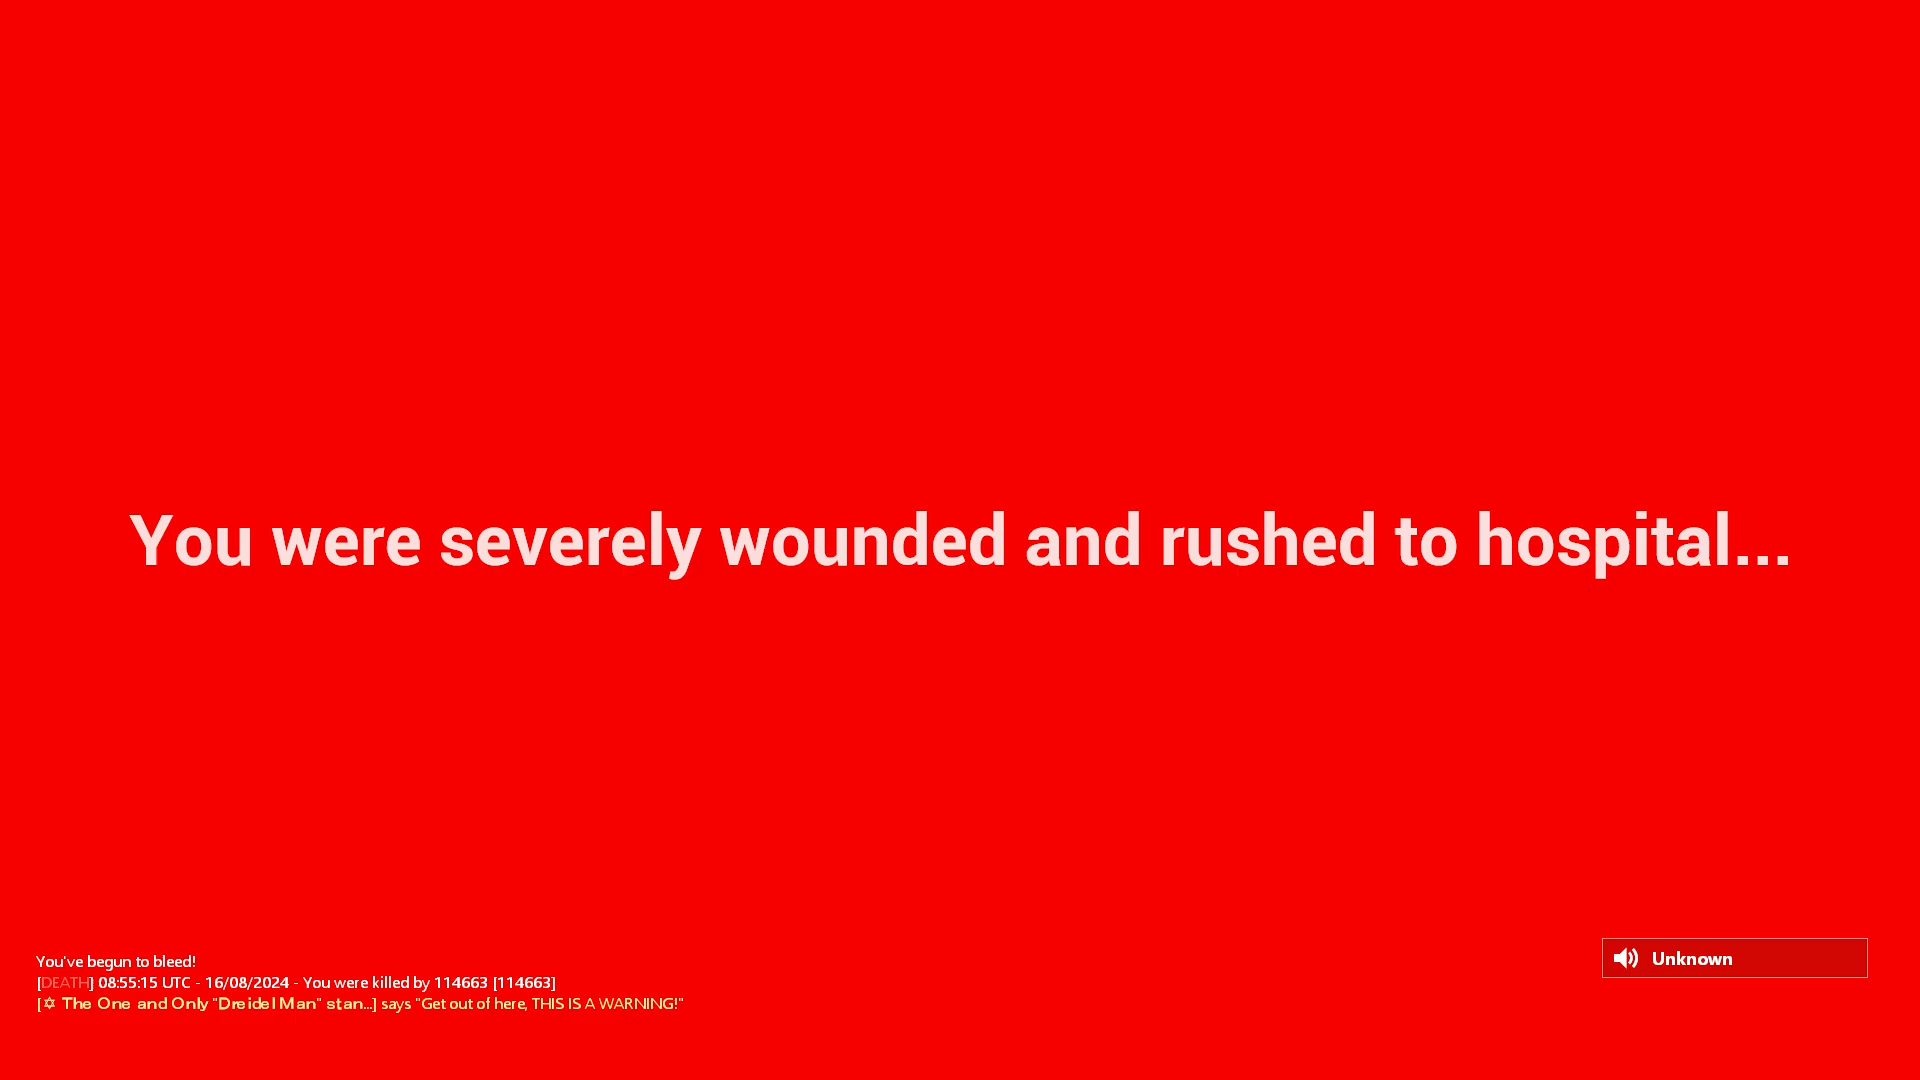 You were severely wounded and rushed to hospital...
You've begun to bleed!
[DEATH] 08:55:15 UTC - 16/08/2024 - You were killed by 114663 [114663]
[✡ The One and Only "Dreidel Man" stan...] says "Get out of here, THIS IS A WARNING!"
Unknown